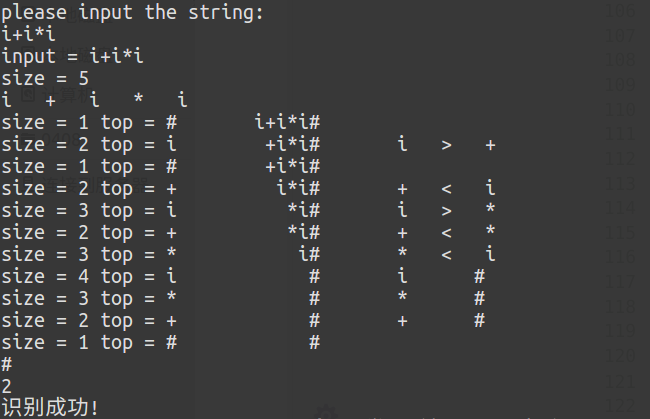 please input the string:
i+i*i
input = i+i*i
size = 5
i + i * i
size = 1 top = # i+i*i#
size = 2 top = i +i*i# i > +
size = 1 top = # +i*i#
size = 2 top = + i*i# + < i
size = 3 top = i *i# i > *
size = 2 top = + *i# + < *
size = 3 top = * i# * < i
size = 4 top = i # i #
size = 3 top = * # * #
size = 2 top = + # + #
size = 1 top = # #
#
2
识别成功!